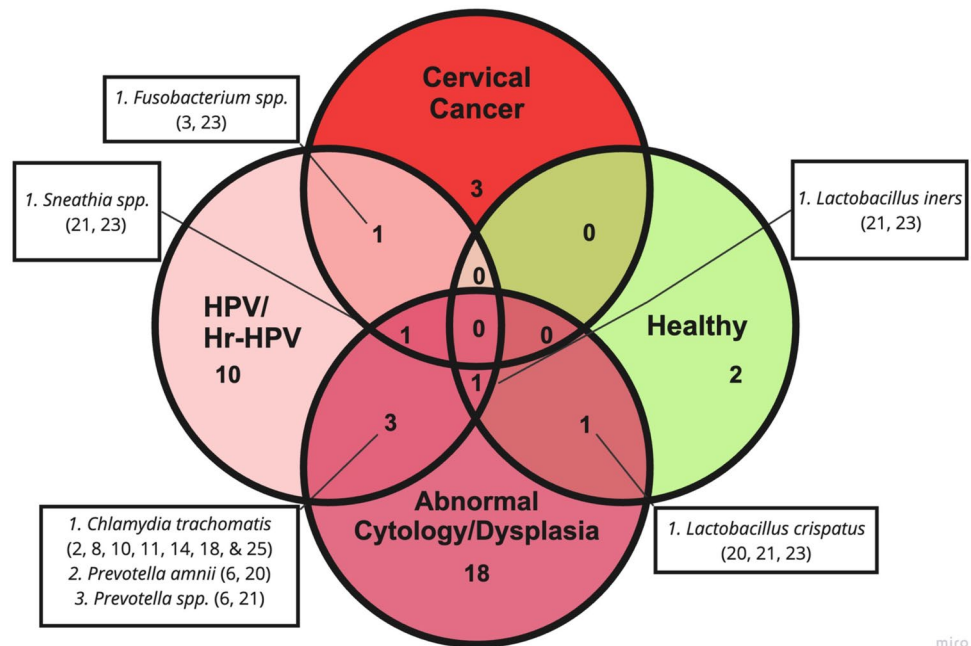 Cervical
Cancer
3
1. Fusobacterium spp.
(3, 23)
1. Sneathia spp.
(21, 23)
1. Lactobacillus iners
(21, 23)
1
0
0
HPV/
Hr-HPV
10
1
0
0
Healthy
2
1
3
1
1. Chlamydia trachomatis
(2, 8, 10, 11, 14, 18, & 25)
2. Prevotella amnii (6, 20)
3. Prevotella spp. (6, 21)
Abnormal
Cytology/Dysplasia
18
1. Lactobacillus crispatus
(20, 21, 23)
miro